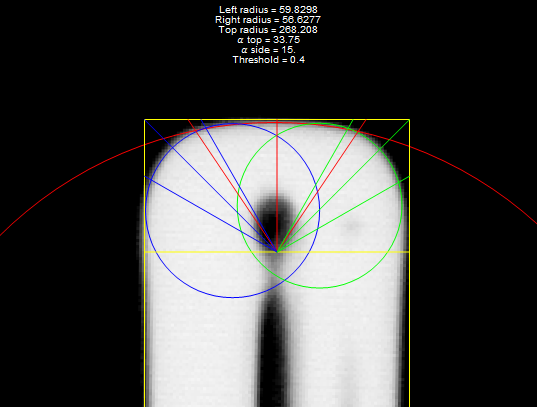 Left radius = 59.8298
Right radius = 56.6277
Top radius = 268.208
α top = 33.75
α side = 15.
Threshold = 0.4